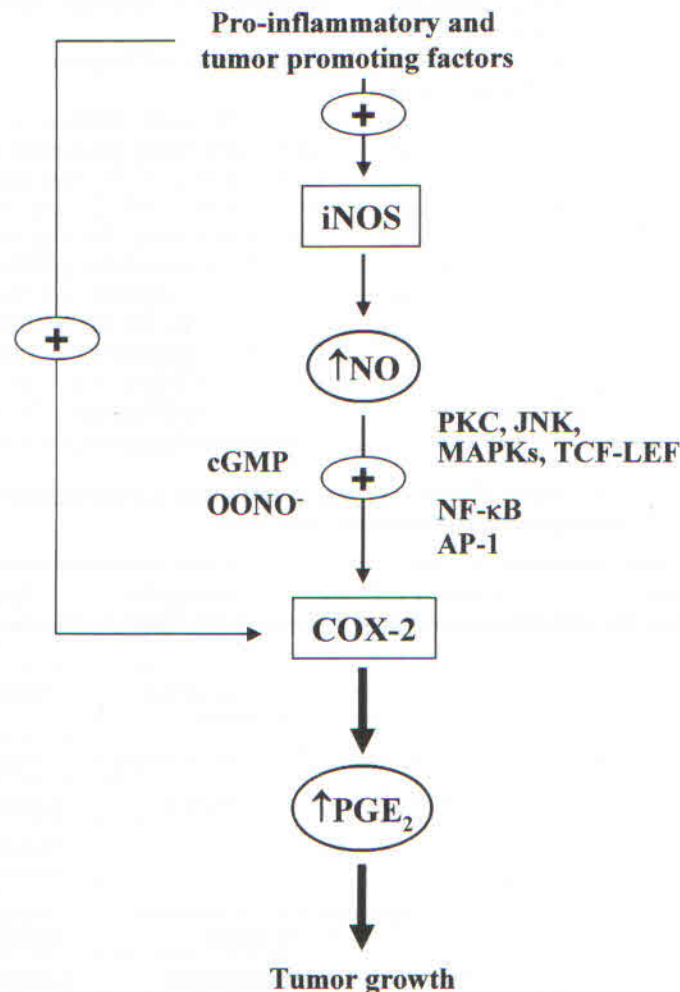 Pro-inflammatory and
tumor promoting factors
+
iNOS
+
↑NO
PKC, JNK,
MAPKs, TCF-LEF
cGMP
+
OONO⁻
NF-κB
AP-1
COX-2
↑PGE₂
Tumor growth